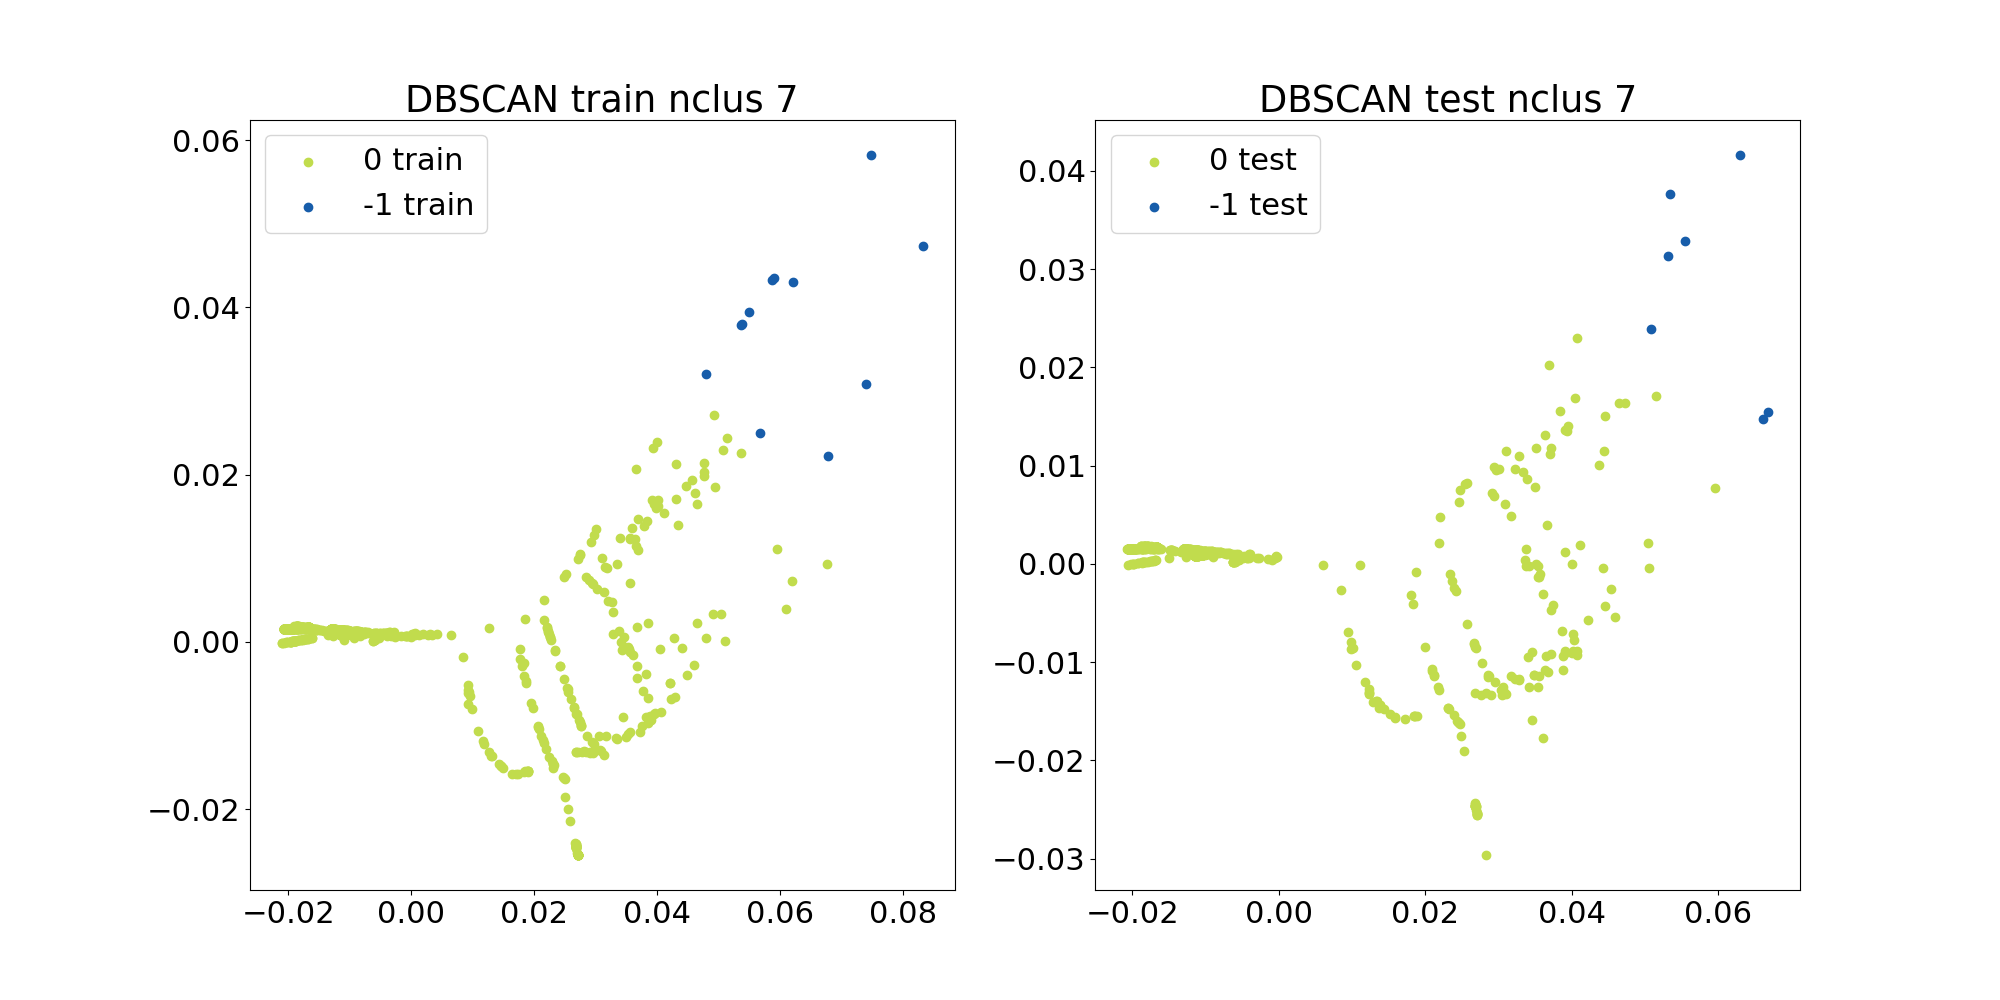 DBSCAN train nclus 7
0 train
-1 train
0.06
0.04
0.02
0.00
−0.02
−0.02 0.00 0.02 0.04 0.06 0.08
DBSCAN test nclus 7
0 test
-1 test
0.04
0.03
0.02
0.01
0.00
−0.01
−0.02
−0.03
−0.02 0.00 0.02 0.04 0.06